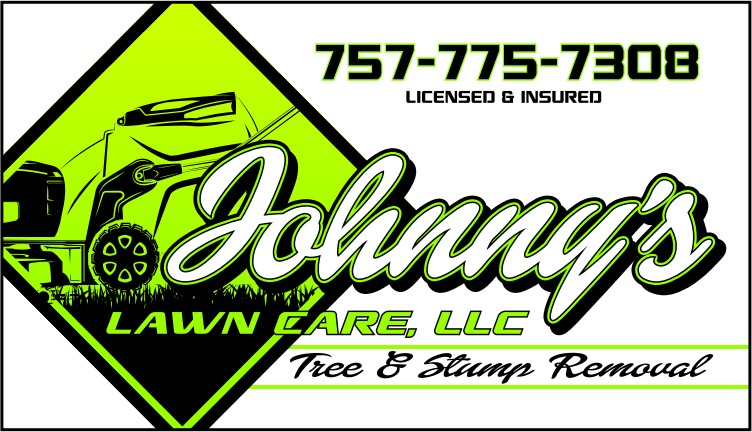 757-775-7308
LICENSED & INSURED
Johnny's
LAWN CARE, LLC
Tree & Stump Removal